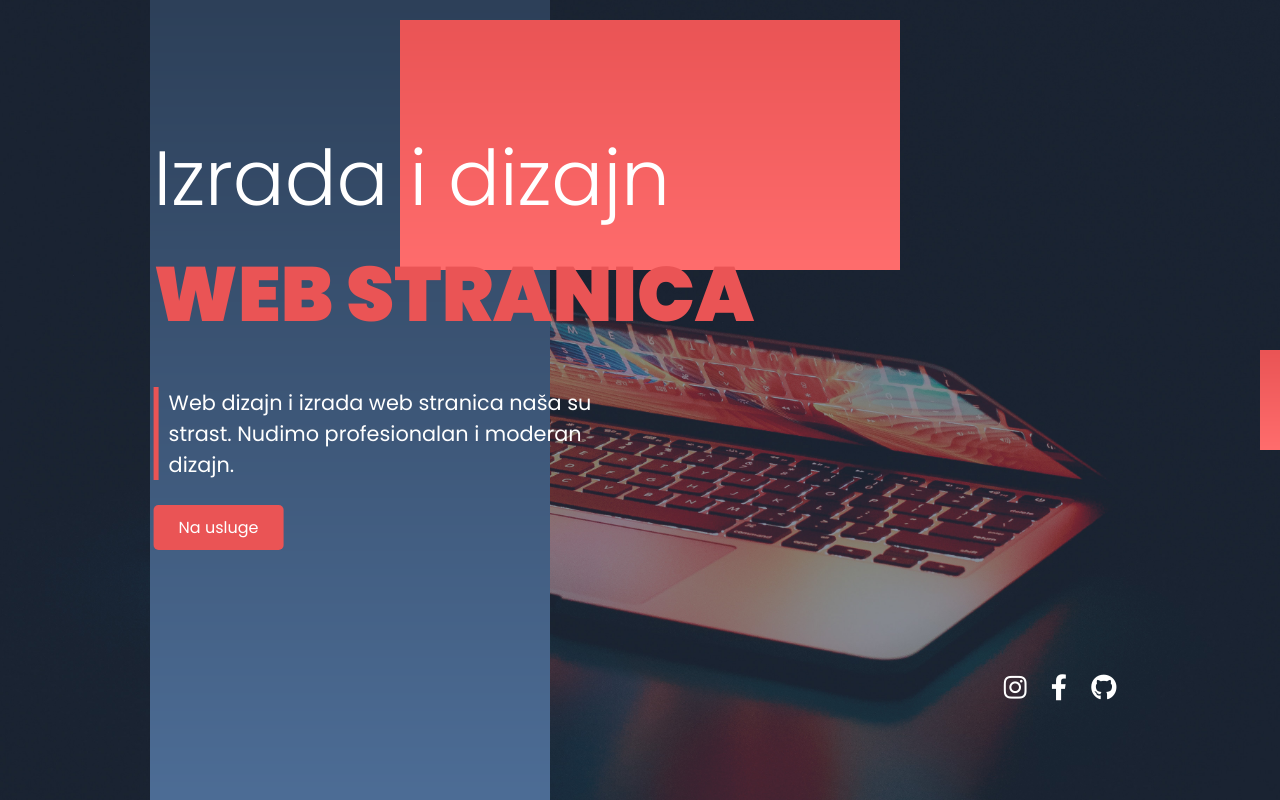 Izrada i dizajn
WEB STRANICA
Web dizajn i izrada web stranica naša su
strast. Nudimo profesionalan i moderan
dizajn.
Na usluge